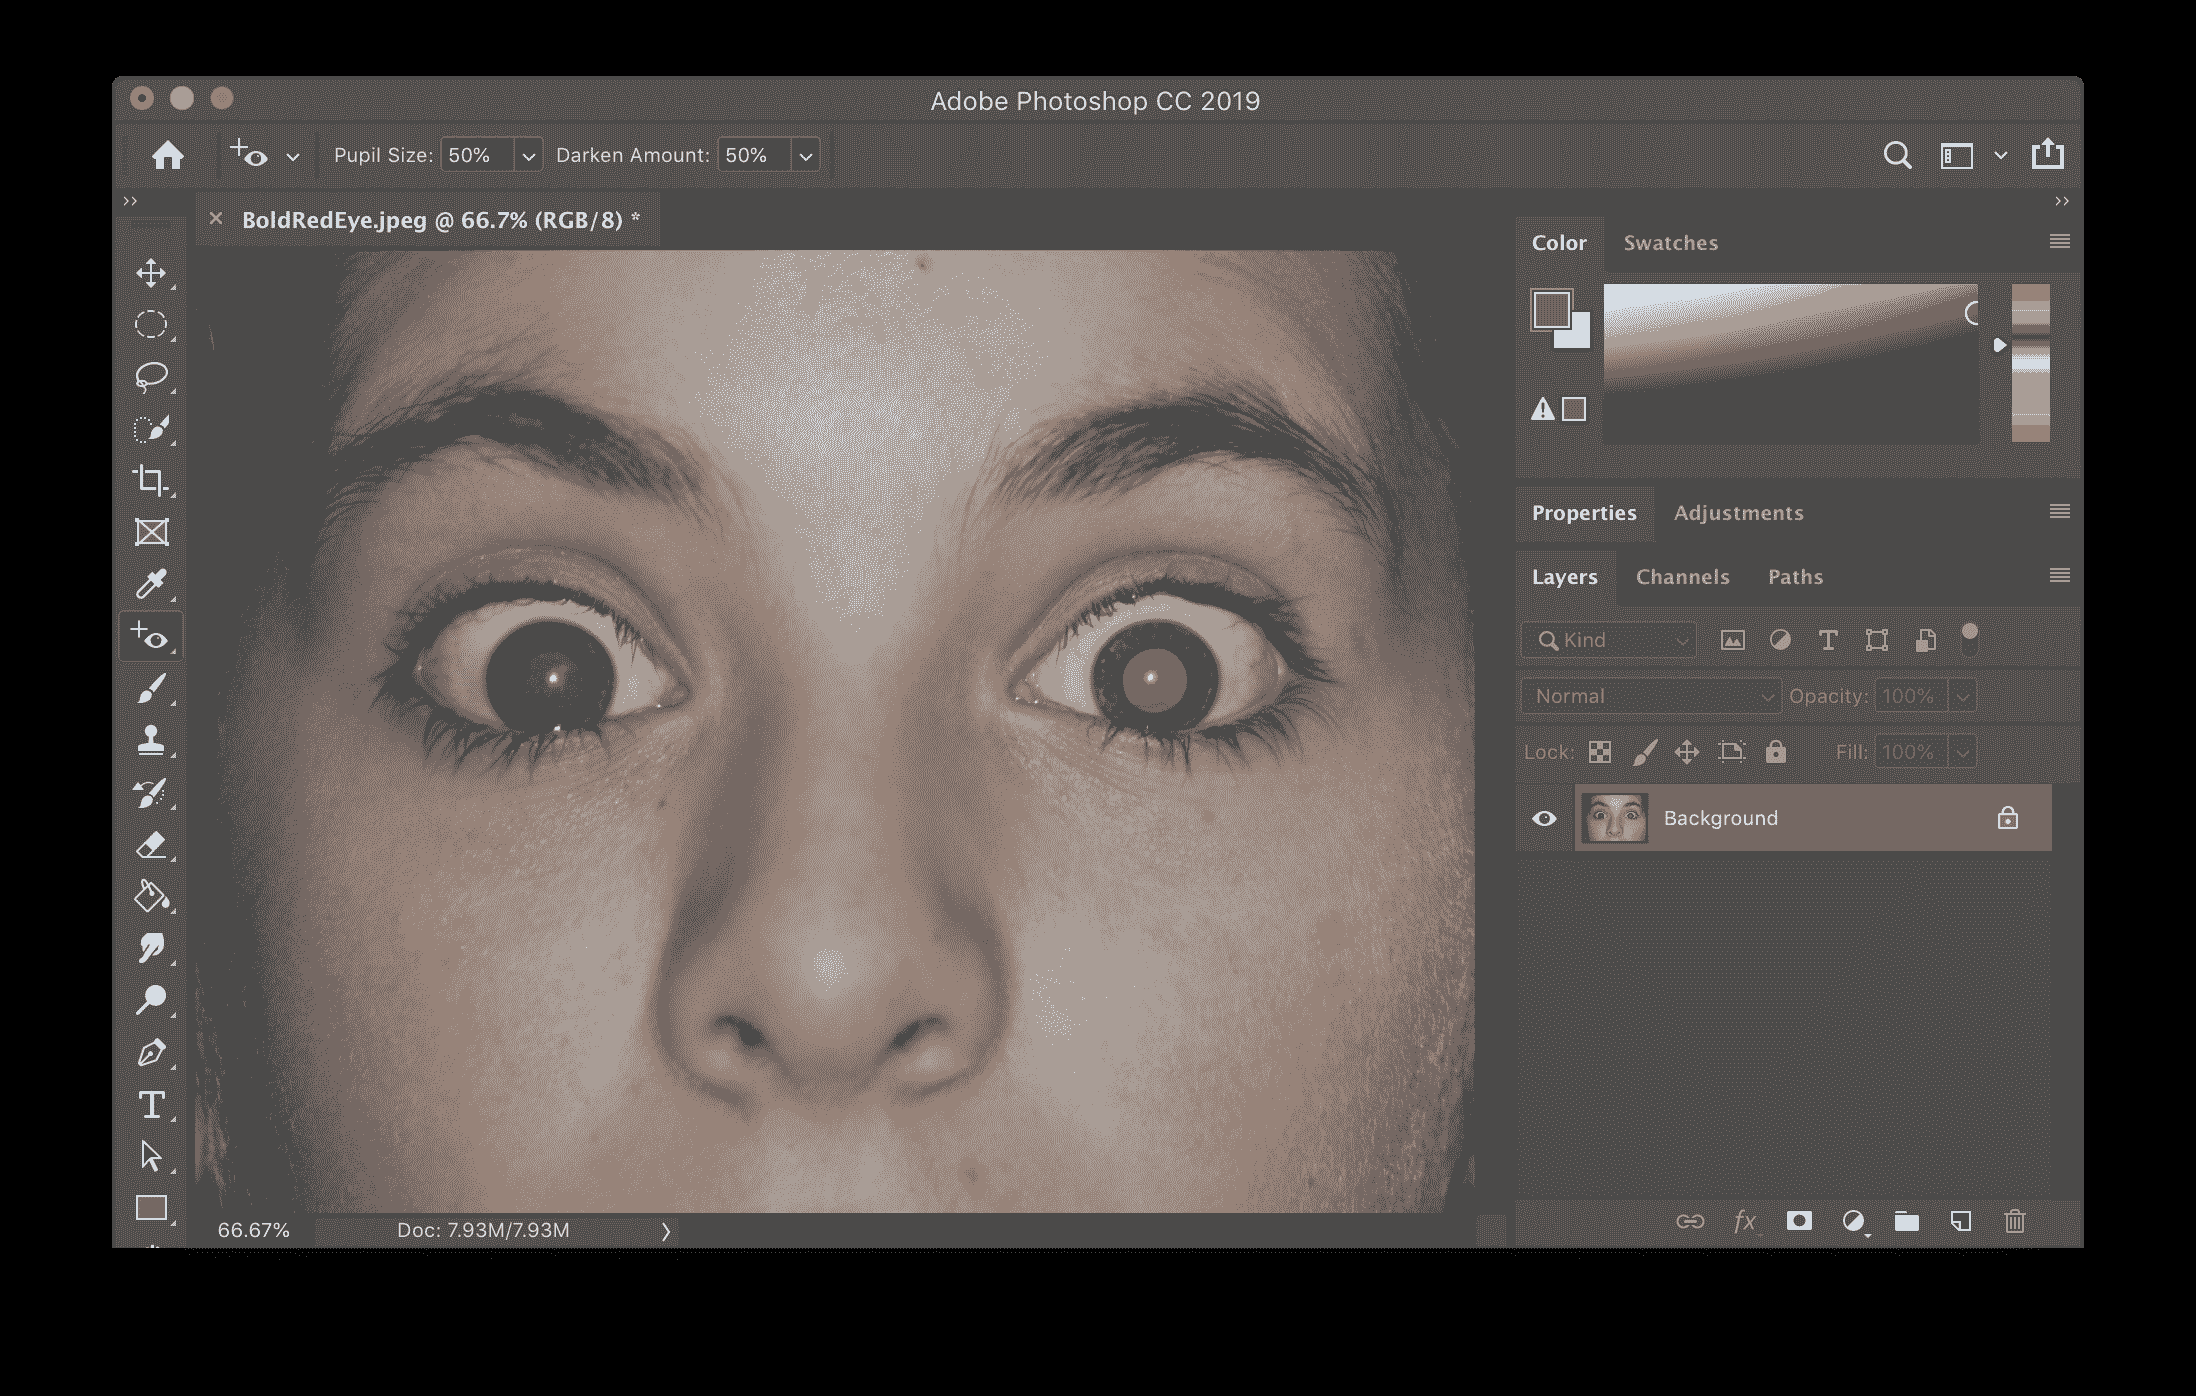 Adobe Photoshop CC 2019
Pupil Size: 50% Darken Amount: 50%
BoldRedEye.jpeg @ 66.7% (RGB/8) *
Color Swatches
Properties Adjustments
Layers Channels Paths
Kind
Normal Opacity: 100%
Lock: Fill: 100%
Background
fx
66.67% Doc: 7.93M/7.93M